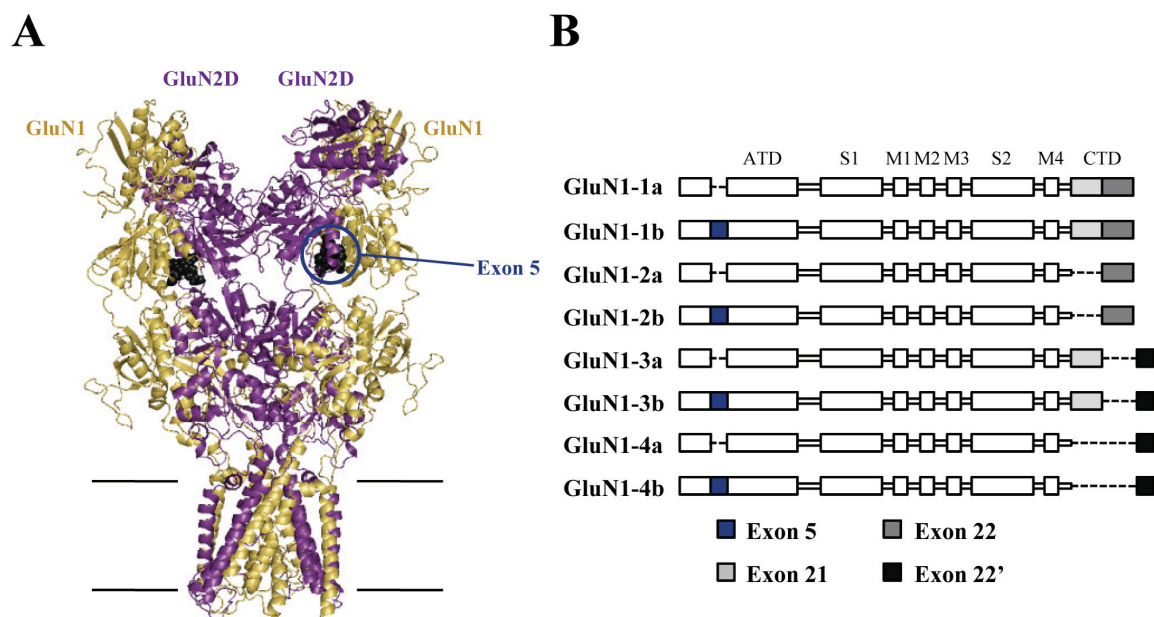 A
GluN2D GluN2D
GluN1 GluN1
Exon 5
B
ATD S1 M1 M2 M3 S2 M4 CTD
GluN1-1a
GluN1-1b
GluN1-2a
GluN1-2b
GluN1-3a
GluN1-3b
GluN1-4a
GluN1-4b
Exon 5 Exon 22
Exon 21 Exon 22’